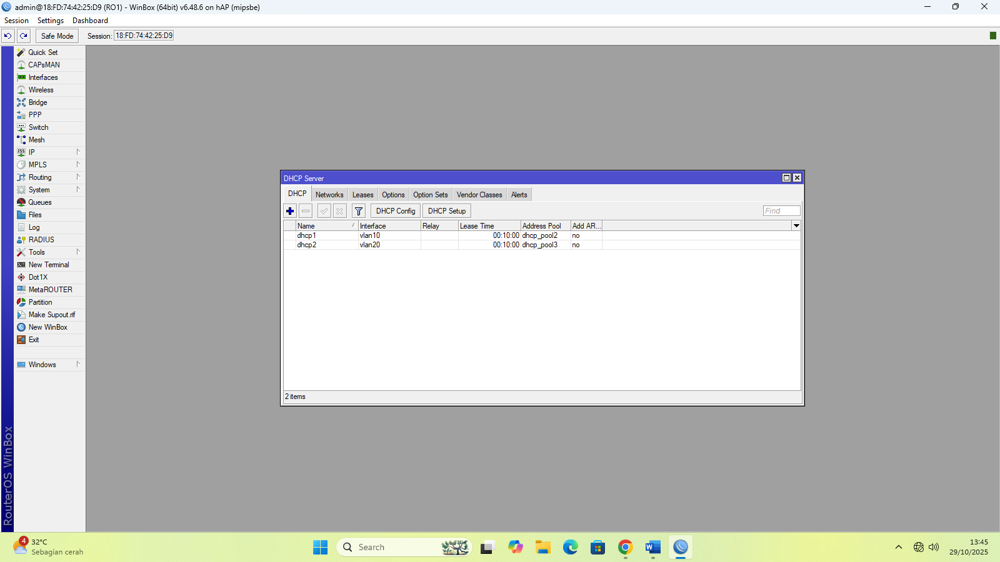 admin@18:FD:74:42:25:D9 (RO1) - WinBox (64bit) v6.48.6 on hAP (mipsbe)
Session Settings Dashboard
Safe Mode Session: 18:FD:74:42:25:D9
Quick Set
CAPsMAN
Interfaces
Wireless
Bridge
PPP
Switch
Mesh
IP
MPLS
Routing
System
Queues
Files
Log
RADIUS
Tools
New Terminal
Dot1X
MetaROUTER
Partition
Make Supout.rif
New WinBox
Exit
Windows
RouterOS WinBox
DHCP Server
DHCP Networks Leases Options Option Sets Vendor Classes Alerts
DHCP Config DHCP Setup Find
Name Interface Relay Lease Time Address Pool Add AR...
dhcp1 vlan10 00:10:00 dhcp_pool2 no
dhcp2 vlan20 00:10:00 dhcp_pool3 no
2 items
4
32°C
Sebagian cerah
Search
13:45
29/10/2025